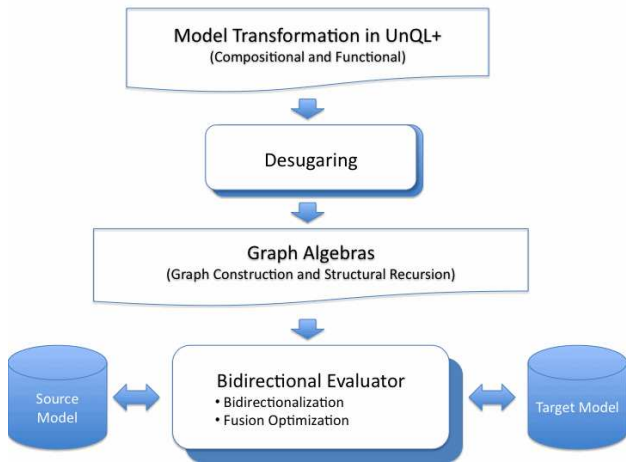 Model Transformation in UnQL+
(Compositional and Functional)
Desugaring
Graph Algebras
(Graph Construction and Structural Recursion)
Bidirectional Evaluator
• Bidirectionalization
• Fusion Optimization
Source
Model
Target Model